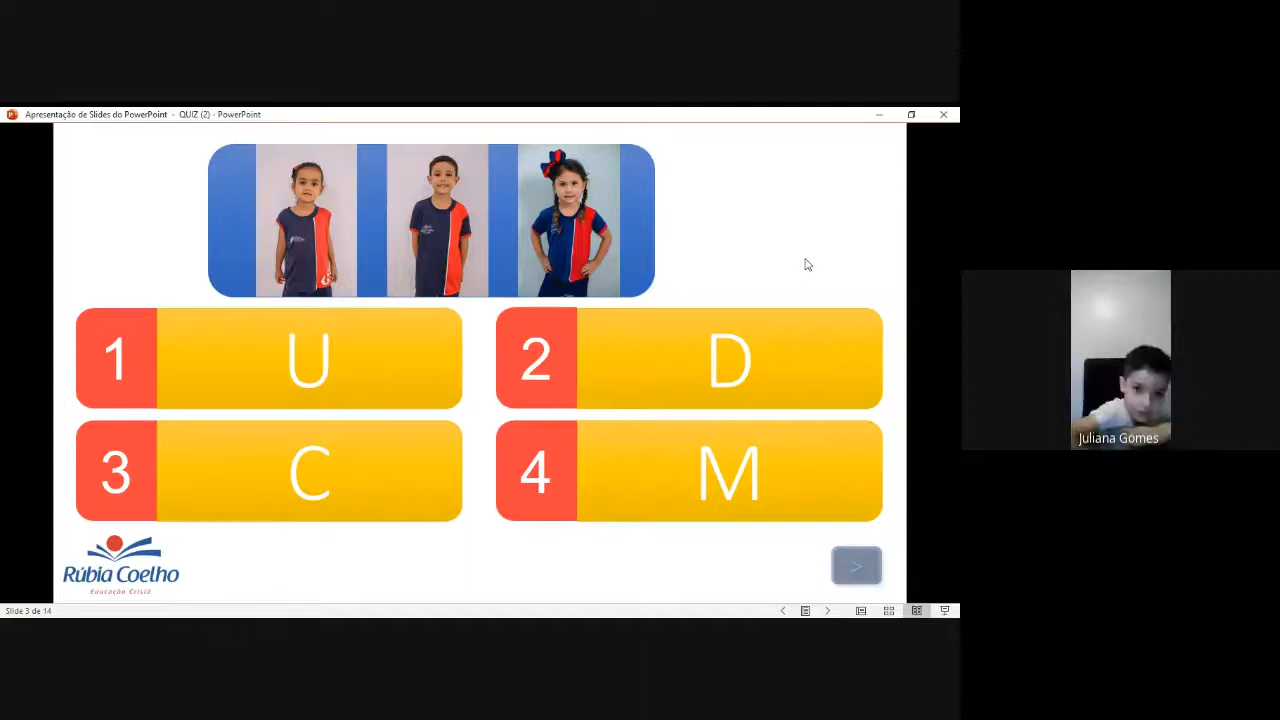 Apresentação de Slides do PowerPoint - QUIZ (2) - PowerPoint
1 U
2 D
3 C
4 M
Rúbia Coelho
Educação Cristã
>
Slide 3 de 14
Juliana Gomes